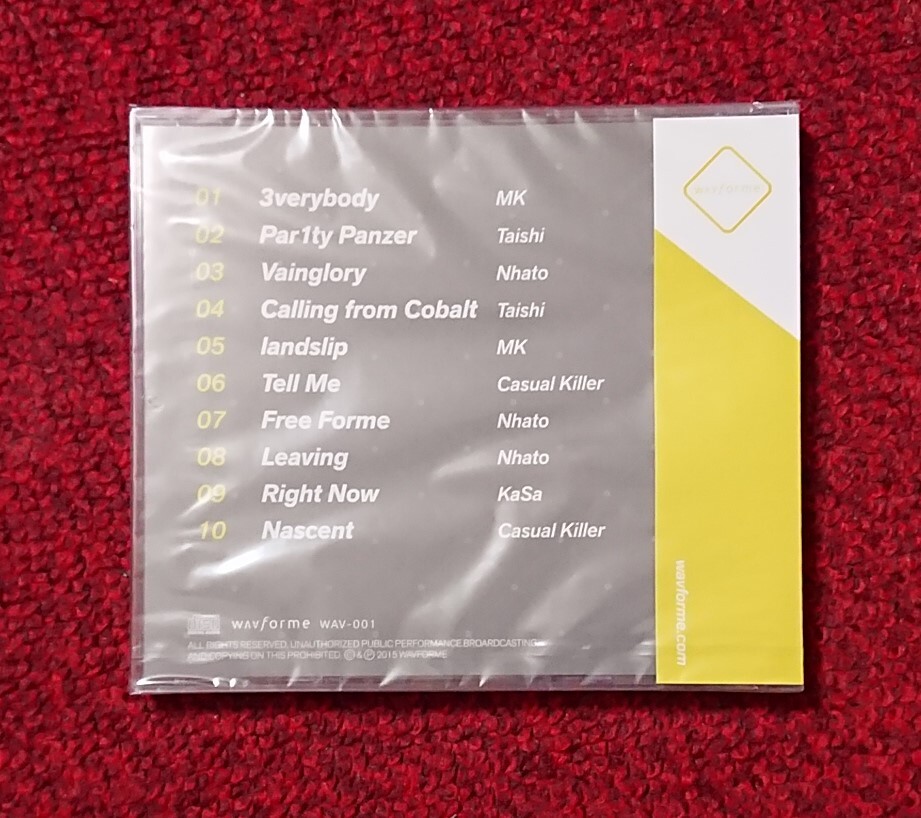 01 3verybody MK
02 Par1ty Panzer Taishi
03 Vainglory Nhato
04 Calling from Cobalt Taishi
05 landslip MK
06 Tell Me Casual Killer
07 Free Forme Nhato
08 Leaving Nhato
09 Right Now KaSa
10 Nascent Casual Killer
wavforme WAV-001
ALL RIGHTS RESERVED. UNAUTHORIZED PUBLIC PERFORMANCE BROARDCASTING
AND COPYING ON THIS PROHIBITED. © & ℗ 2015 WAVFORME
wavforme
wavforme.com